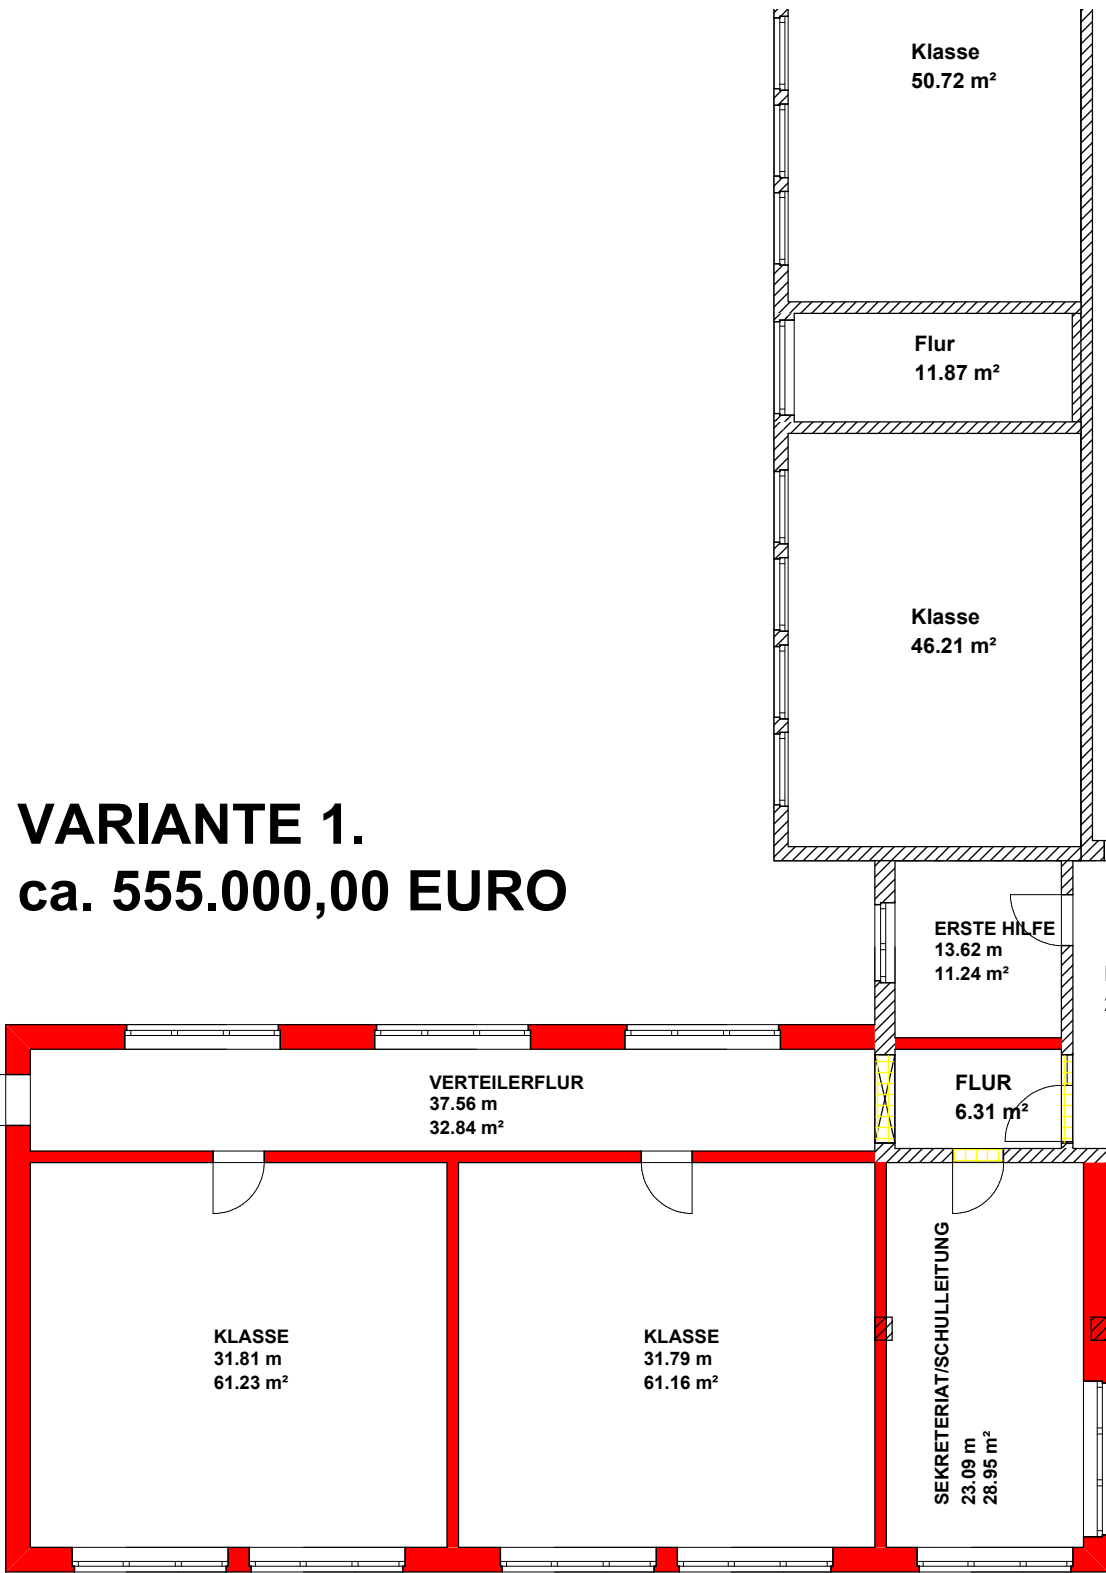 Klasse
50.72 m²
Flur
11.87 m²
Klasse
46.21 m²
VARIANTE 1.
ca. 555.000,00 EURO
ERSTE HILFE
13.62 m
11.24 m²
VERTEILERFLUR
37.56 m
32.84 m²
FLUR
6.31 m²
KLASSE
31.81 m
61.23 m²
KLASSE
31.79 m
61.16 m²
SEKRETERIAT/SCHULLEITUNG
23.09 m
28.95 m²